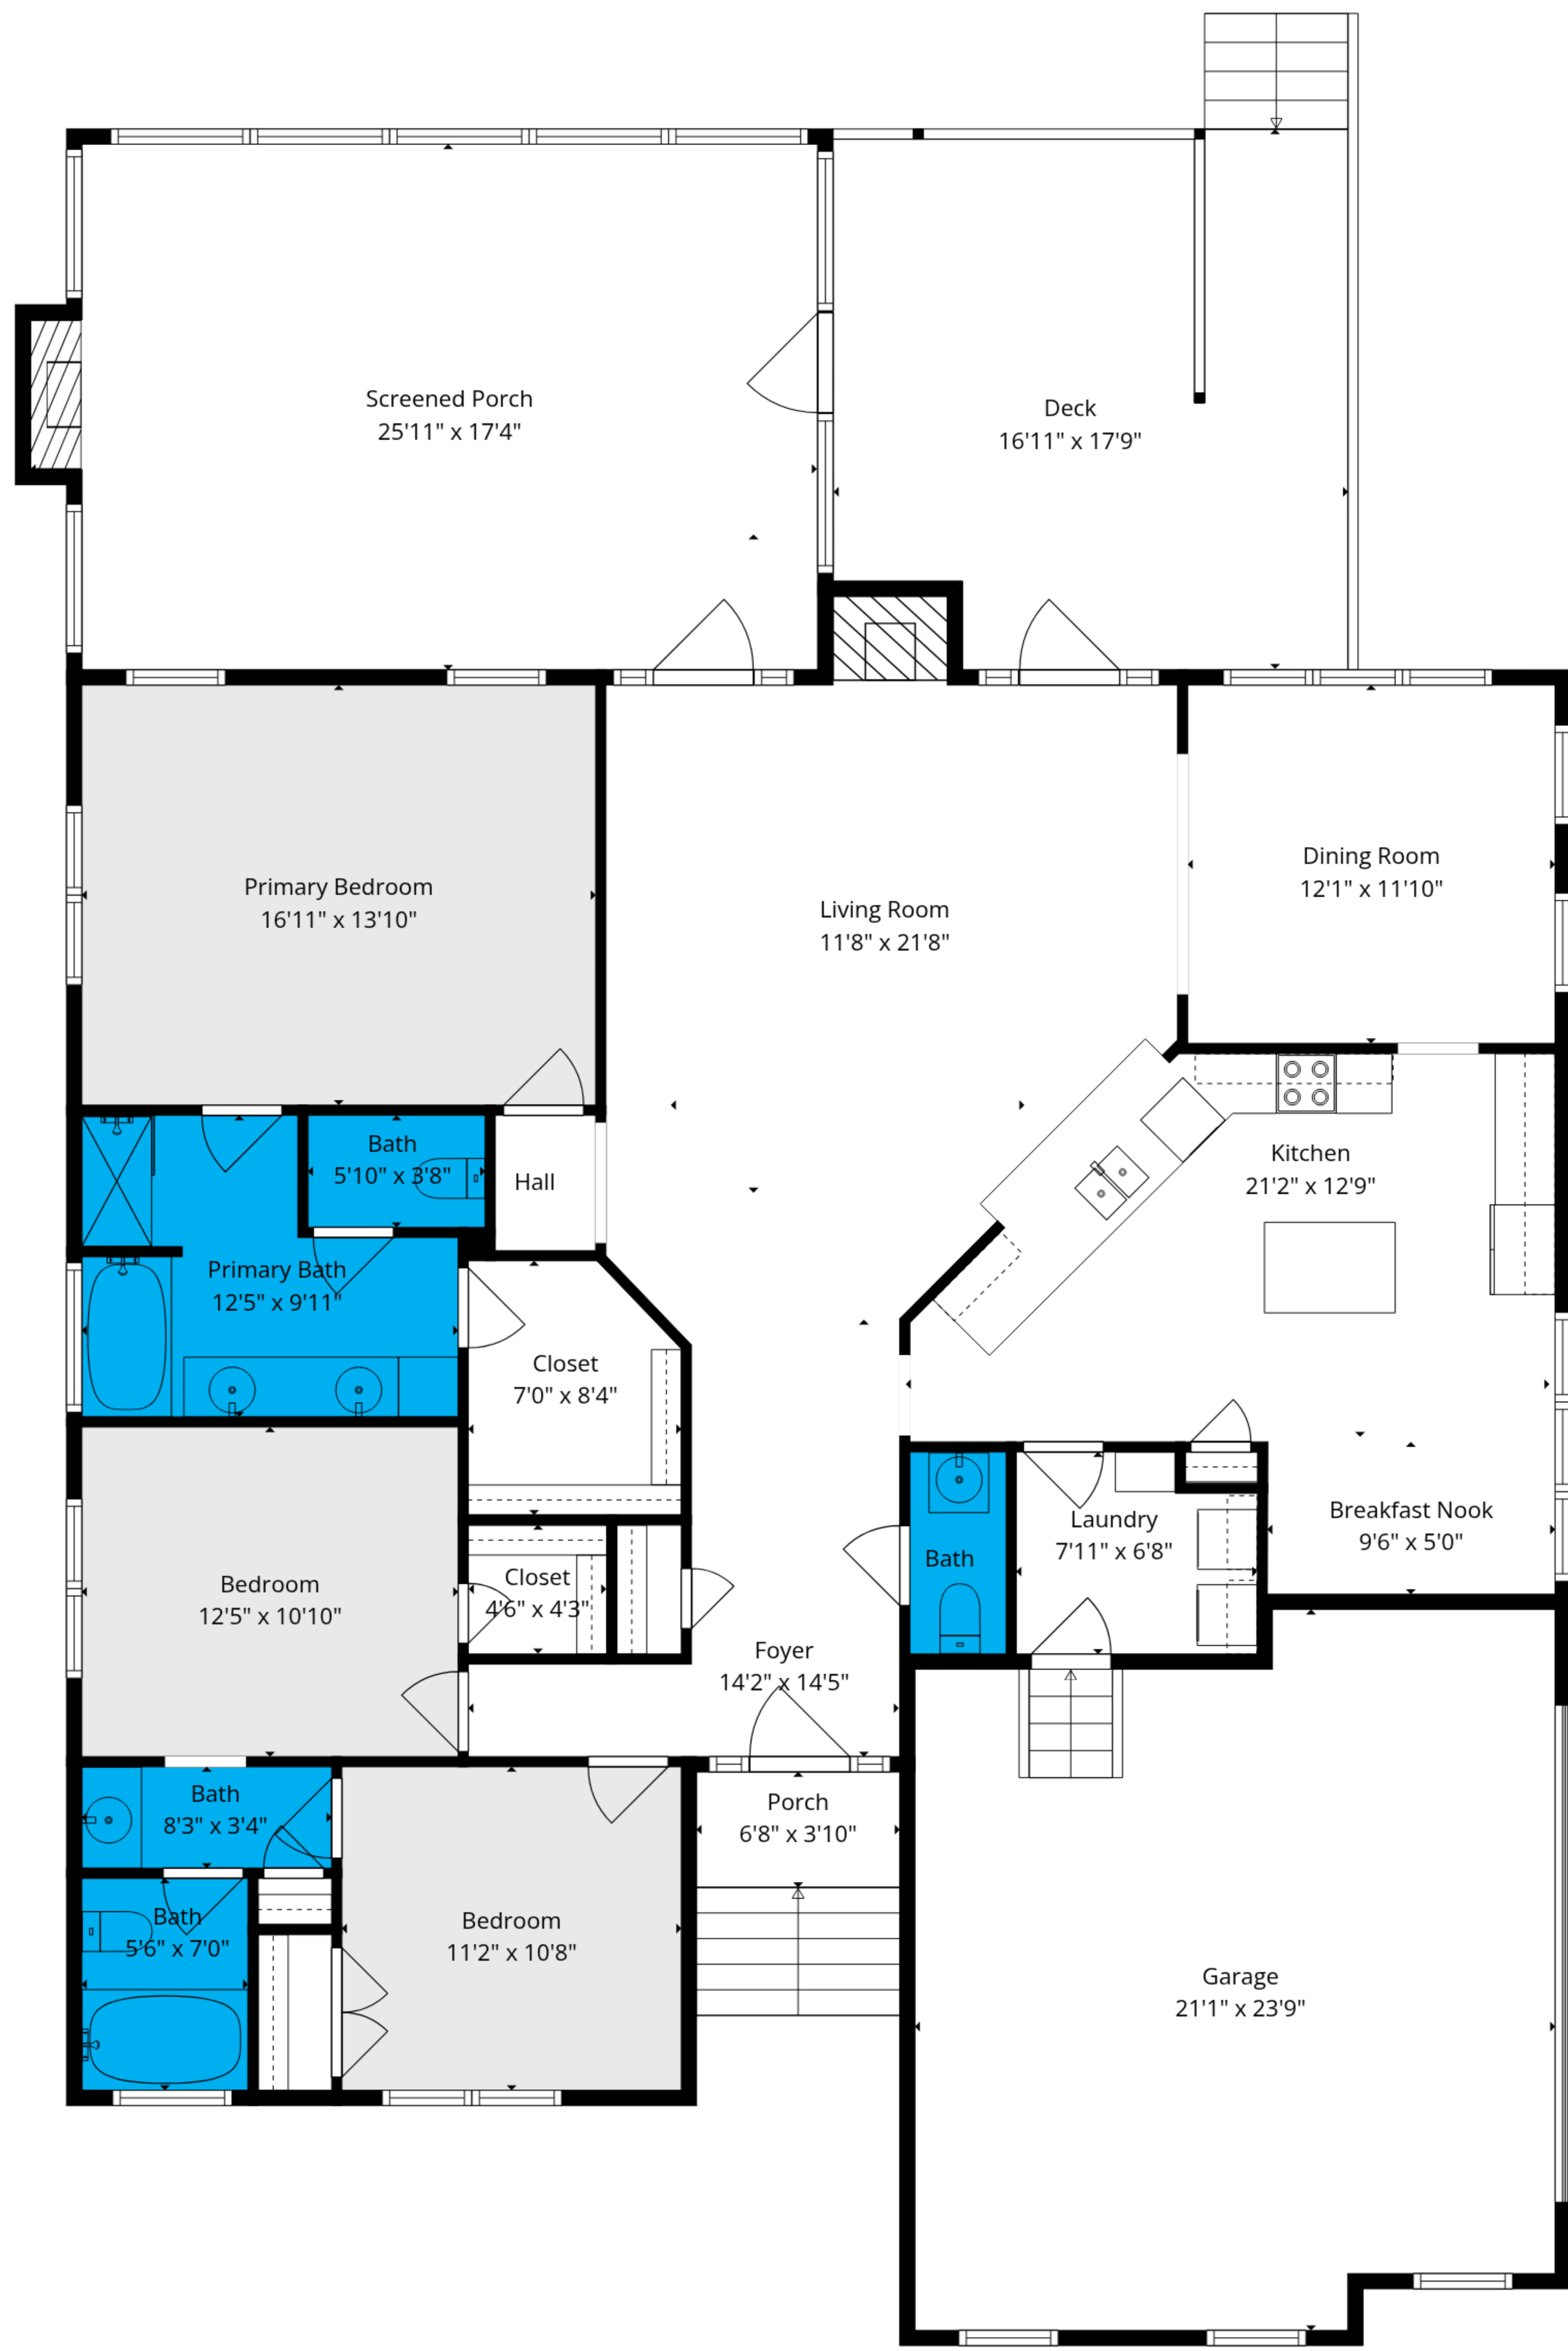 Screened Porch
25'11" x 17'4"
Deck
16'11" x 17'9"
Primary Bedroom
16'11" x 13'10"
Living Room
11'8" x 21'8"
Dining Room
12'1" x 11'10"
Bath
5'10" x 3'8"
Hall
Kitchen
21'2" x 12'9"
Primary Bath
12'5" x 9'11"
Closet
7'0" x 8'4"
Breakfast Nook
9'6" x 5'0"
Laundry
7'11" x 6'8"
Bath
Bedroom
12'5" x 10'10"
Closet
4'6" x 4'3"
Foyer
14'2" x 14'5"
Bath
8'3" x 3'4"
Porch
6'8" x 3'10"
Bath
5'6" x 7'0"
Bedroom
11'2" x 10'8"
Garage
21'1" x 23'9"